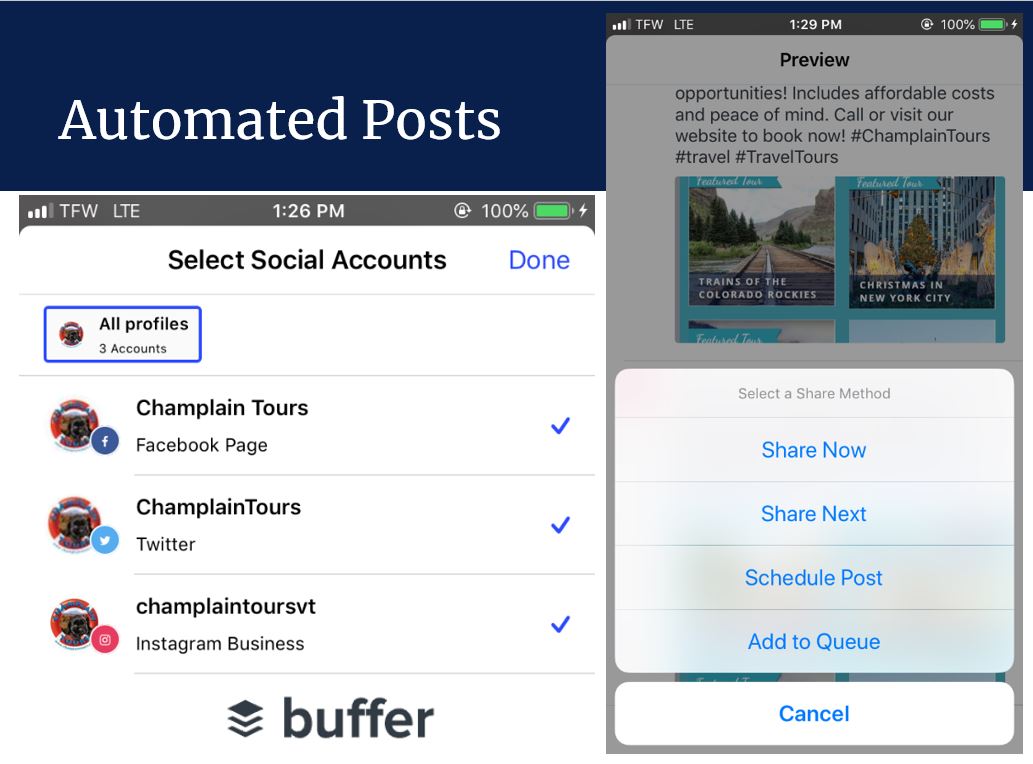 Automated Posts
TFW LTE 1:26 PM 100%
Select Social Accounts Done
All profiles
3 Accounts
Champlain Tours
Facebook Page
ChamplainTours
Twitter
champlaintoursvt
Instagram Business
buffer
TFW LTE 1:29 PM 100%
Preview
opportunities! Includes affordable costs
and peace of mind. Call or visit our
website to book now! #ChamplainTours
#travel #TravelTours
Featured Tour Featured Tour
TRAINS OF THE
COLORADO ROCKIES
CHRISTMAS IN
NEW YORK CITY
Featured Tour Featured Tour
Select a Share Method
Share Now
Share Next
Schedule Post
Add to Queue
Cancel